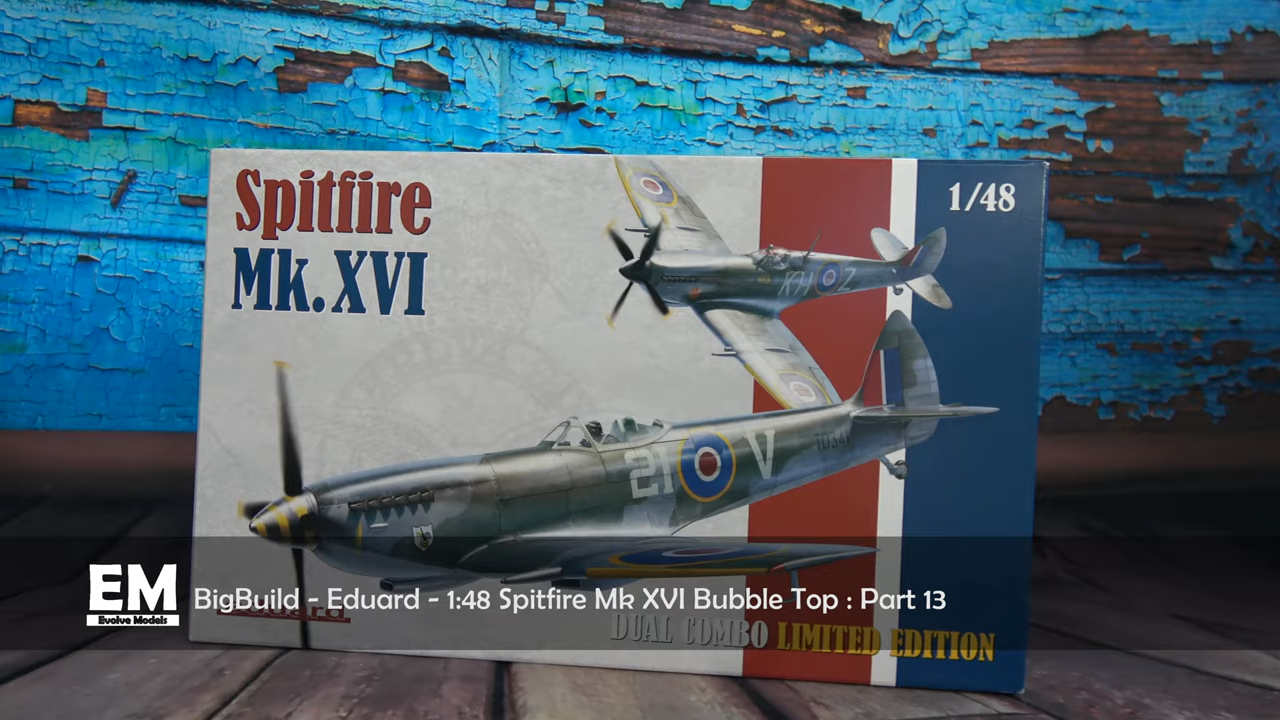 Spitfire
Mk.XVI
1/48
KH Z
21 V
EM
Evolve Models
BigBuild - Eduard - 1:48 Spitfire Mk XVI Bubble Top : Part 13
eduard
DUAL COMBO LIMITED EDITION